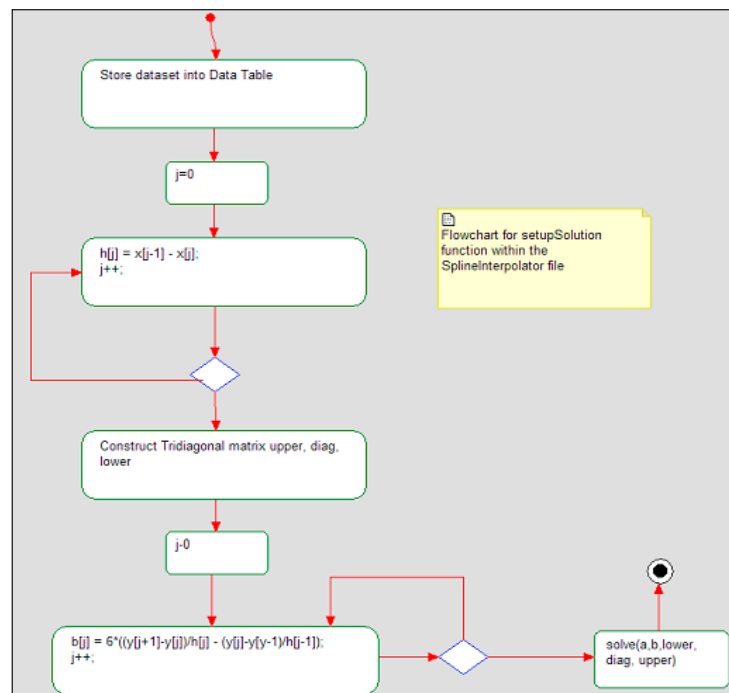 Store dataset into Data Table
j=0
h[j] = x[j-1] - x[j];
j++;
Flowchart for setupSolution
function within the
SplineInterpolator file
Construct Tridiagonal matrix upper, diag,
lower
j-0
b[j] = 6*((y[j+1]-y[j])/h[j] - (y[j]-y[y-1)/h[j-1]);
j++;
solve(a,b,lower,
diag, upper)